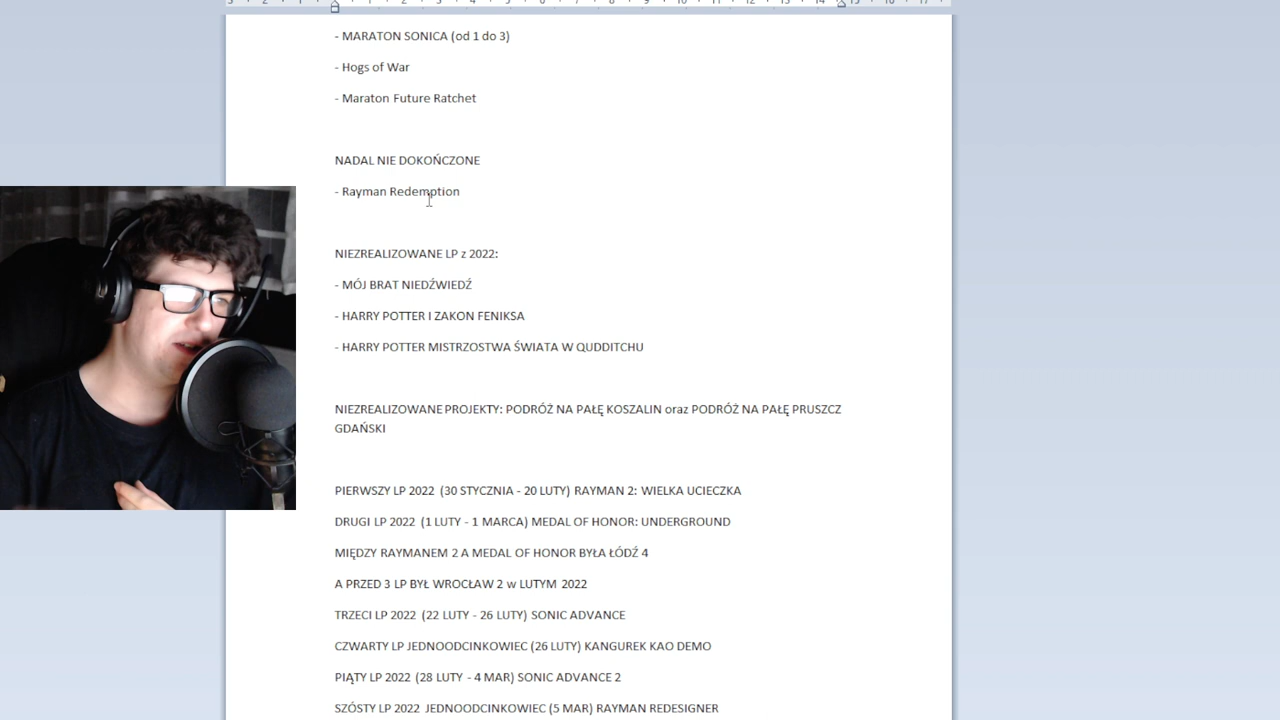 - MARATON SONICA (od 1 do 3)
- Hogs of War
- Maraton Future Ratchet
NADAL NIE DOKOŃCZONE
- Rayman Redemption
NIEZREALIZOWANE LP z 2022:
- MÓJ BRAT NIEDŹWIEDŹ
- HARRY POTTER I ZAKON FENIKSA
- HARRY POTTER MISTRZOSTWA ŚWIATA W QUDDITCHU
NIEZREALIZOWANE PROJEKTY: PODRÓŻ NA PAŁĘ KOSZALIN oraz PODRÓŻ NA PAŁĘ PRUSZCZ
GDAŃSKI
PIERWSZY LP 2022 (30 STYCZNIA - 20 LUTY) RAYMAN 2: WIELKA UCIECZKA
DRUGI LP 2022 (1 LUTY - 1 MARCA) MEDAL OF HONOR: UNDERGROUND
MIĘDZY RAYMANEM 2 A MEDAL OF HONOR BYŁA ŁÓDŹ 4
A PRZED 3 LP BYŁ WROCŁAW 2 w LUTYM 2022
TRZECI LP 2022 (22 LUTY - 26 LUTY) SONIC ADVANCE
CZWARTY LP JEDNOODCINKOWIEC (26 LUTY) KANGUREK KAO DEMO
PIĄTY LP 2022 (28 LUTY - 4 MAR) SONIC ADVANCE 2
SZÓSTY LP 2022 JEDNOODCINKOWIEC (5 MAR) RAYMAN REDESIGNER